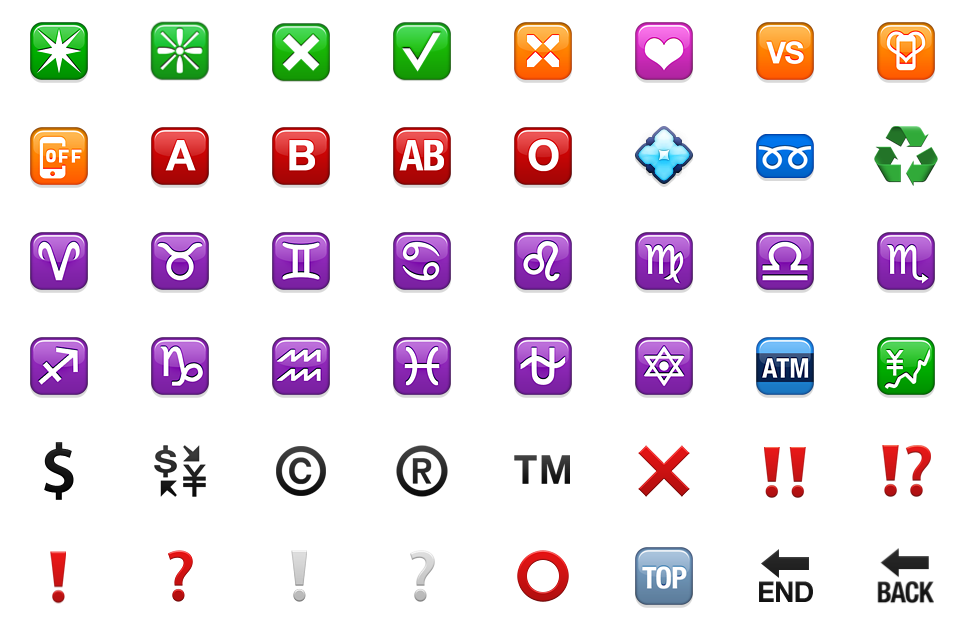 VS
OFF A B AB O
ATM ¥
$ $ ¥ © ® TM !! !?
! ? ! ? TOP END BACK